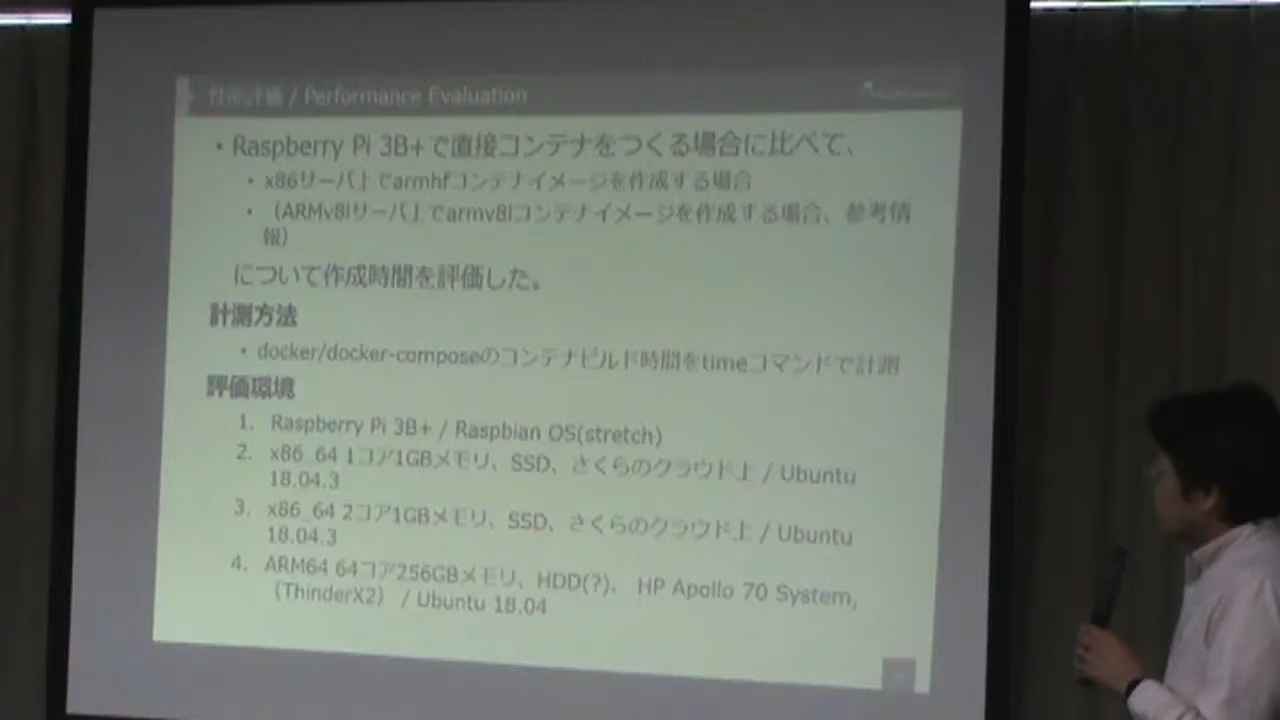 性能評価 / Performance Evaluation
・Raspberry Pi 3B+で直接コンテナをつくる場合に比べて、
・x86サーバ上でarmhfコンテナイメージを作成する場合
・（ARMv8lサーバ上でarmv8lコンテナイメージを作成する場合、参考情
報）
について作成時間を評価した。
計測方法
・docker/docker-composeのコンテナビルド時間をtimeコマンドで計測
評価環境
1. Raspberry Pi 3B+ / Raspbian OS(stretch)
2. x86_64 1コア1GBメモリ、SSD、さくらのクラウド上 / Ubuntu
18.04.3
3. x86_64 2コア1GBメモリ、SSD、さくらのクラウド上 / Ubuntu
18.04.3
4. ARM64 64コア256GBメモリ、HDD(?)、 HP Apollo 70 System,
（ThinderX2） / Ubuntu 18.04